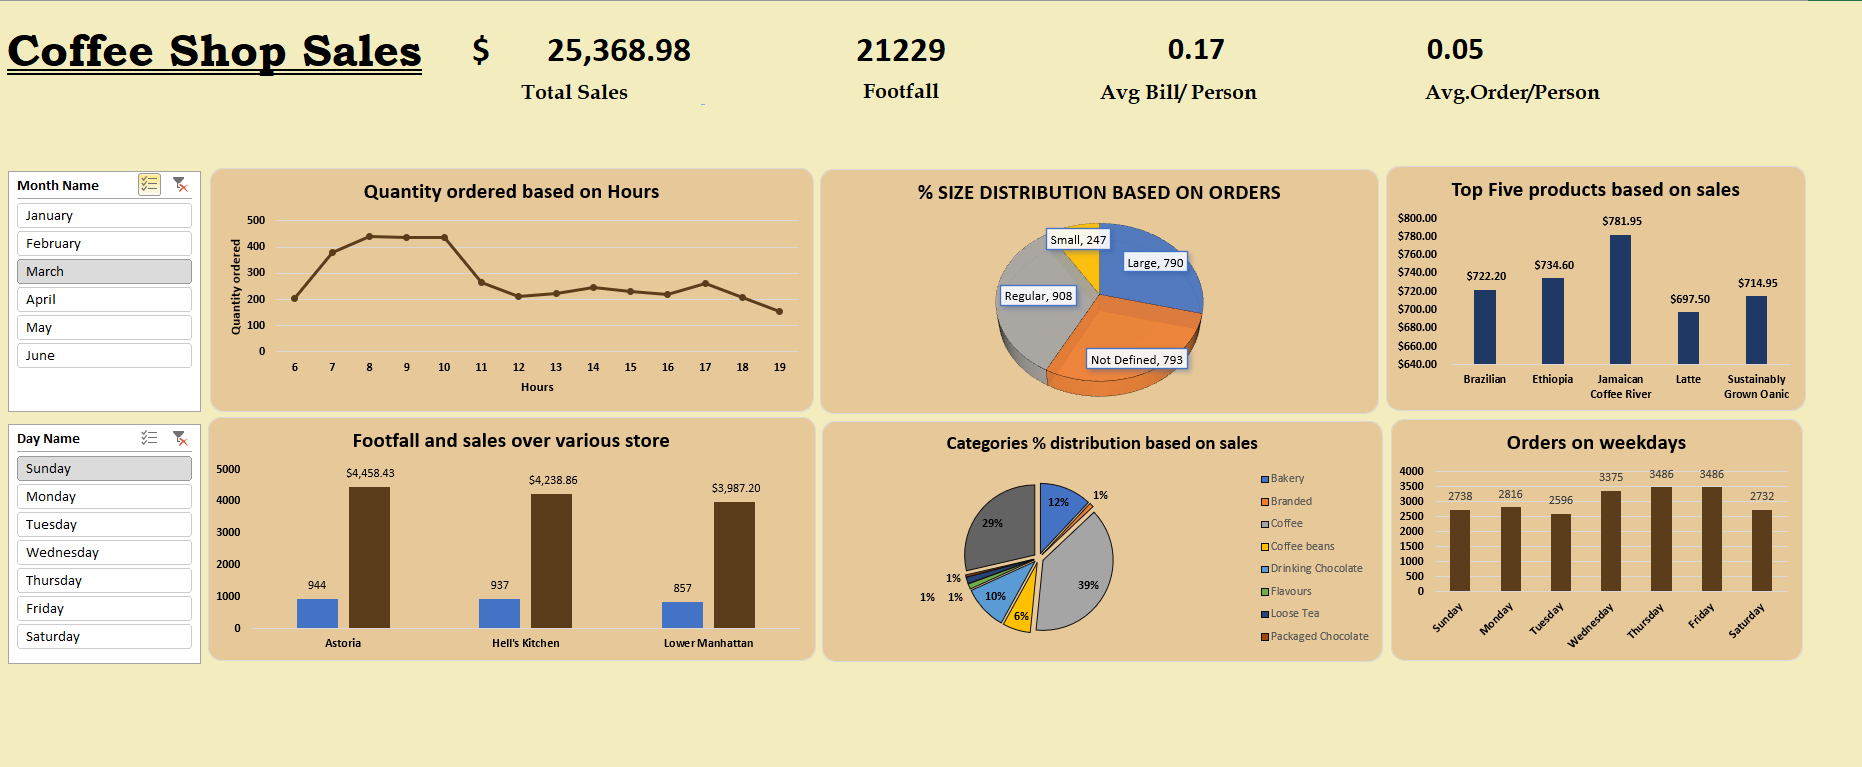 Coffee Shop Sales
$ 25,368.98
Total Sales
21229
Footfall
0.17
Avg Bill/ Person
0.05
Avg.Order/Person
Month Name
January
February
March
April
May
June
Quantity ordered based on Hours
Quantity ordered
500
400
300
200
100
0
6 7 8 9 10 11 12 13 14 15 16 17 18 19
Hours
% SIZE DISTRIBUTION BASED ON ORDERS
Small, 247
Large, 790
Regular, 908
Not Defined, 793
Top Five products based on sales
$800.00
$780.00
$760.00
$740.00
$720.00
$700.00
$680.00
$660.00
$640.00
$722.20
$734.60
$781.95
$697.50
$714.95
Brazilian
Ethiopia
Jamaican
Coffee River
Latte
Sustainably
Grown Oanic
Day Name
Sunday
Monday
Tuesday
Wednesday
Thursday
Friday
Saturday
Footfall and sales over various store
5000
4000
3000
2000
1000
0
944
$4,458.43
937
$4,238.86
857
$3,987.20
Astoria
Hell's Kitchen
Lower Manhattan
Categories % distribution based on sales
12%
1%
39%
6%
10%
1%
1%
1%
29%
Bakery
Branded
Coffee
Coffee beans
Drinking Chocolate
Flavours
Loose Tea
Packaged Chocolate
Orders on weekdays
4000
3500
3000
2500
2000
1500
1000
500
0
2738
2816
2596
3375
3486
3486
2732
Sunday
Monday
Tuesday
Wednesday
Thursday
Friday
Saturday